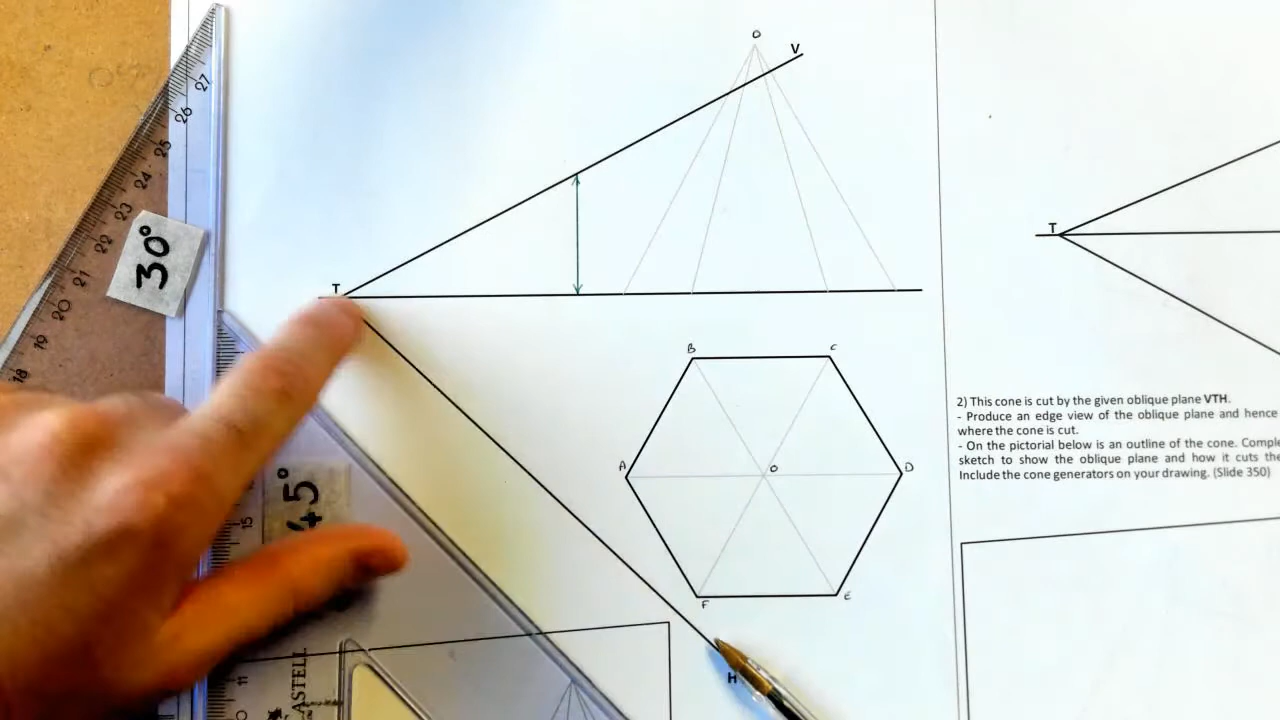 O
V
27
26
25
24
23
22
21
20
19
18
30°
T
T
B
C
A
O
D
F
E
2) This cone is cut by the given oblique plane VTH.
- Produce an edge view of the oblique plane and hence
where the cone is cut.
- On the pictorial below is an outline of the cone. Compl
sketch to show the oblique plane and how it cuts the
Include the cone generators on your drawing. (Slide 350)
45°
15
11
ASTELL
H